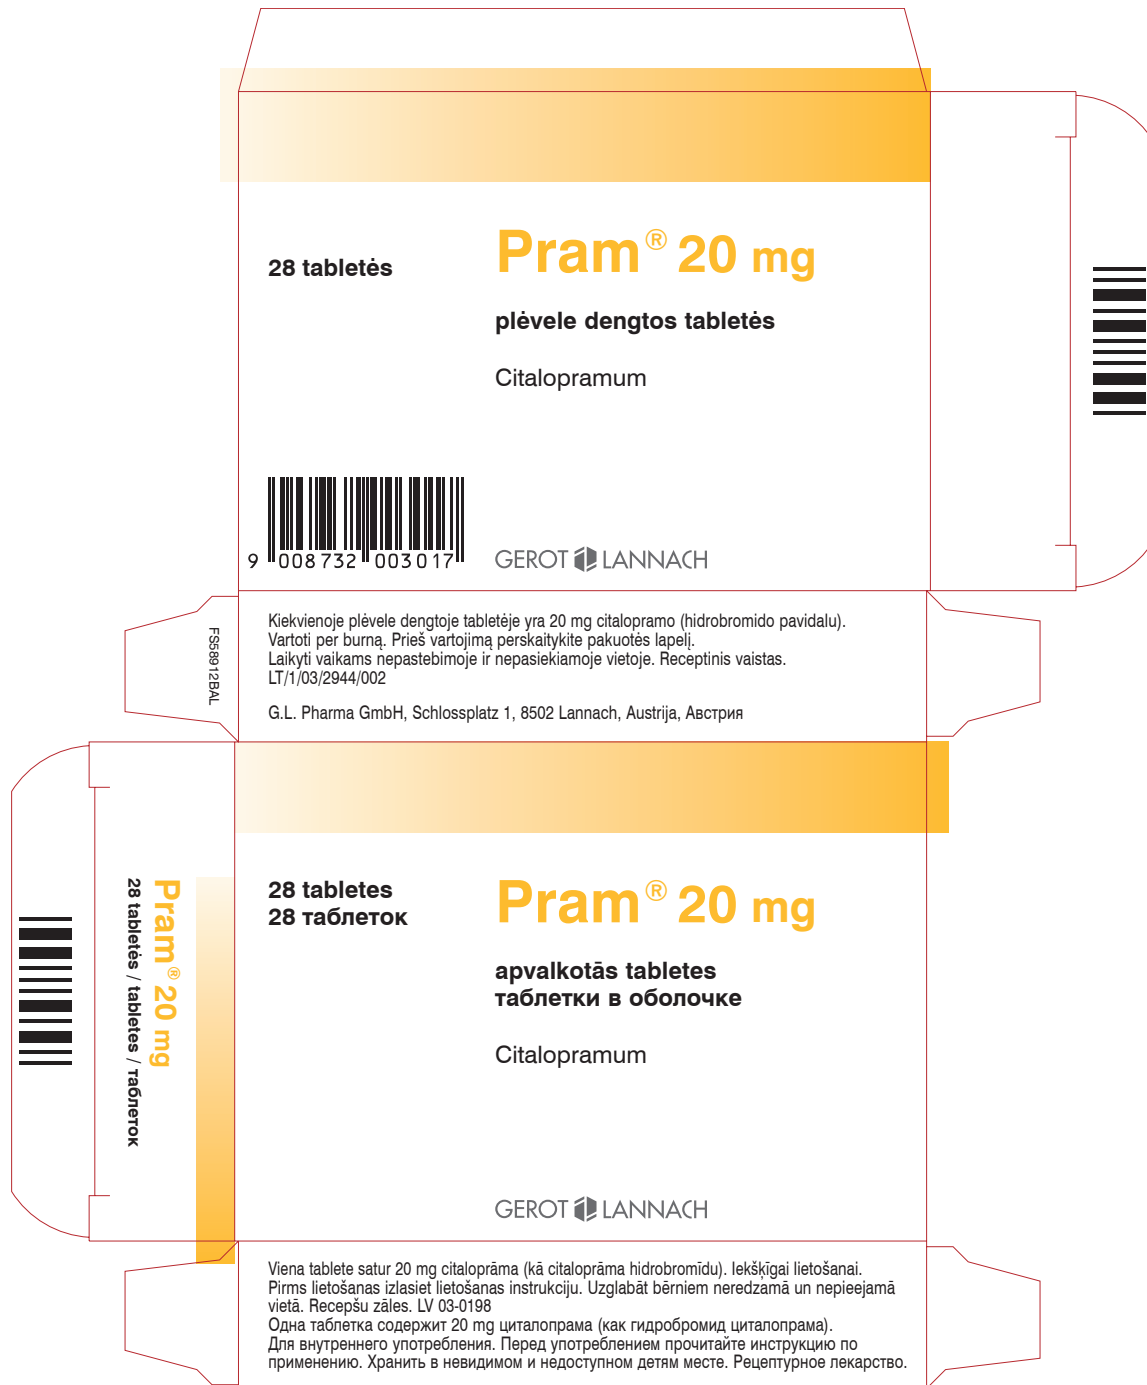 28 tabletės
Pram® 20 mg
plėvele dengtos tabletės
Citalopramum
9 008732 003017
GEROT LANNACH
Kiekvienoje plėvele dengtoje tabletėje yra 20 mg citalopramo (hidrobromido pavidalu).
Vartoti per burną. Prieš vartojimą perskaitykite pakuotės lapelį.
Laikyti vaikams nepastebimoje ir nepasiekiamoje vietoje. Receptinis vaistas.
LT/1/03/2944/002
G.L. Pharma GmbH, Schlossplatz 1, 8502 Lannach, Austrija, Австрия
FS58912BAL
Pram® 20 mg
28 tabletės / tabletes / таблеток
28 tabletes
28 таблеток
Pram® 20 mg
apvalkotās tabletes
таблетки в оболочке
Citalopramum
GEROT LANNACH
Viena tablete satur 20 mg citaloprāma (kā citaloprāma hidrobromīdu). Iekšķīgai lietošanai.
Pirms lietošanas izlasiet lietošanas instrukciju. Uzglabāt bērniem neredzamā un nepieejamā
vietā. Recepšu zāles. LV 03-0198
Одна таблетка содержит 20 mg циталопрама (как гидробромид циталопрама).
Для внутреннего употребления. Перед употреблением прочитайте инструкцию по
применению. Хранить в невидимом и недоступном детям месте. Рецептурное лекарство.